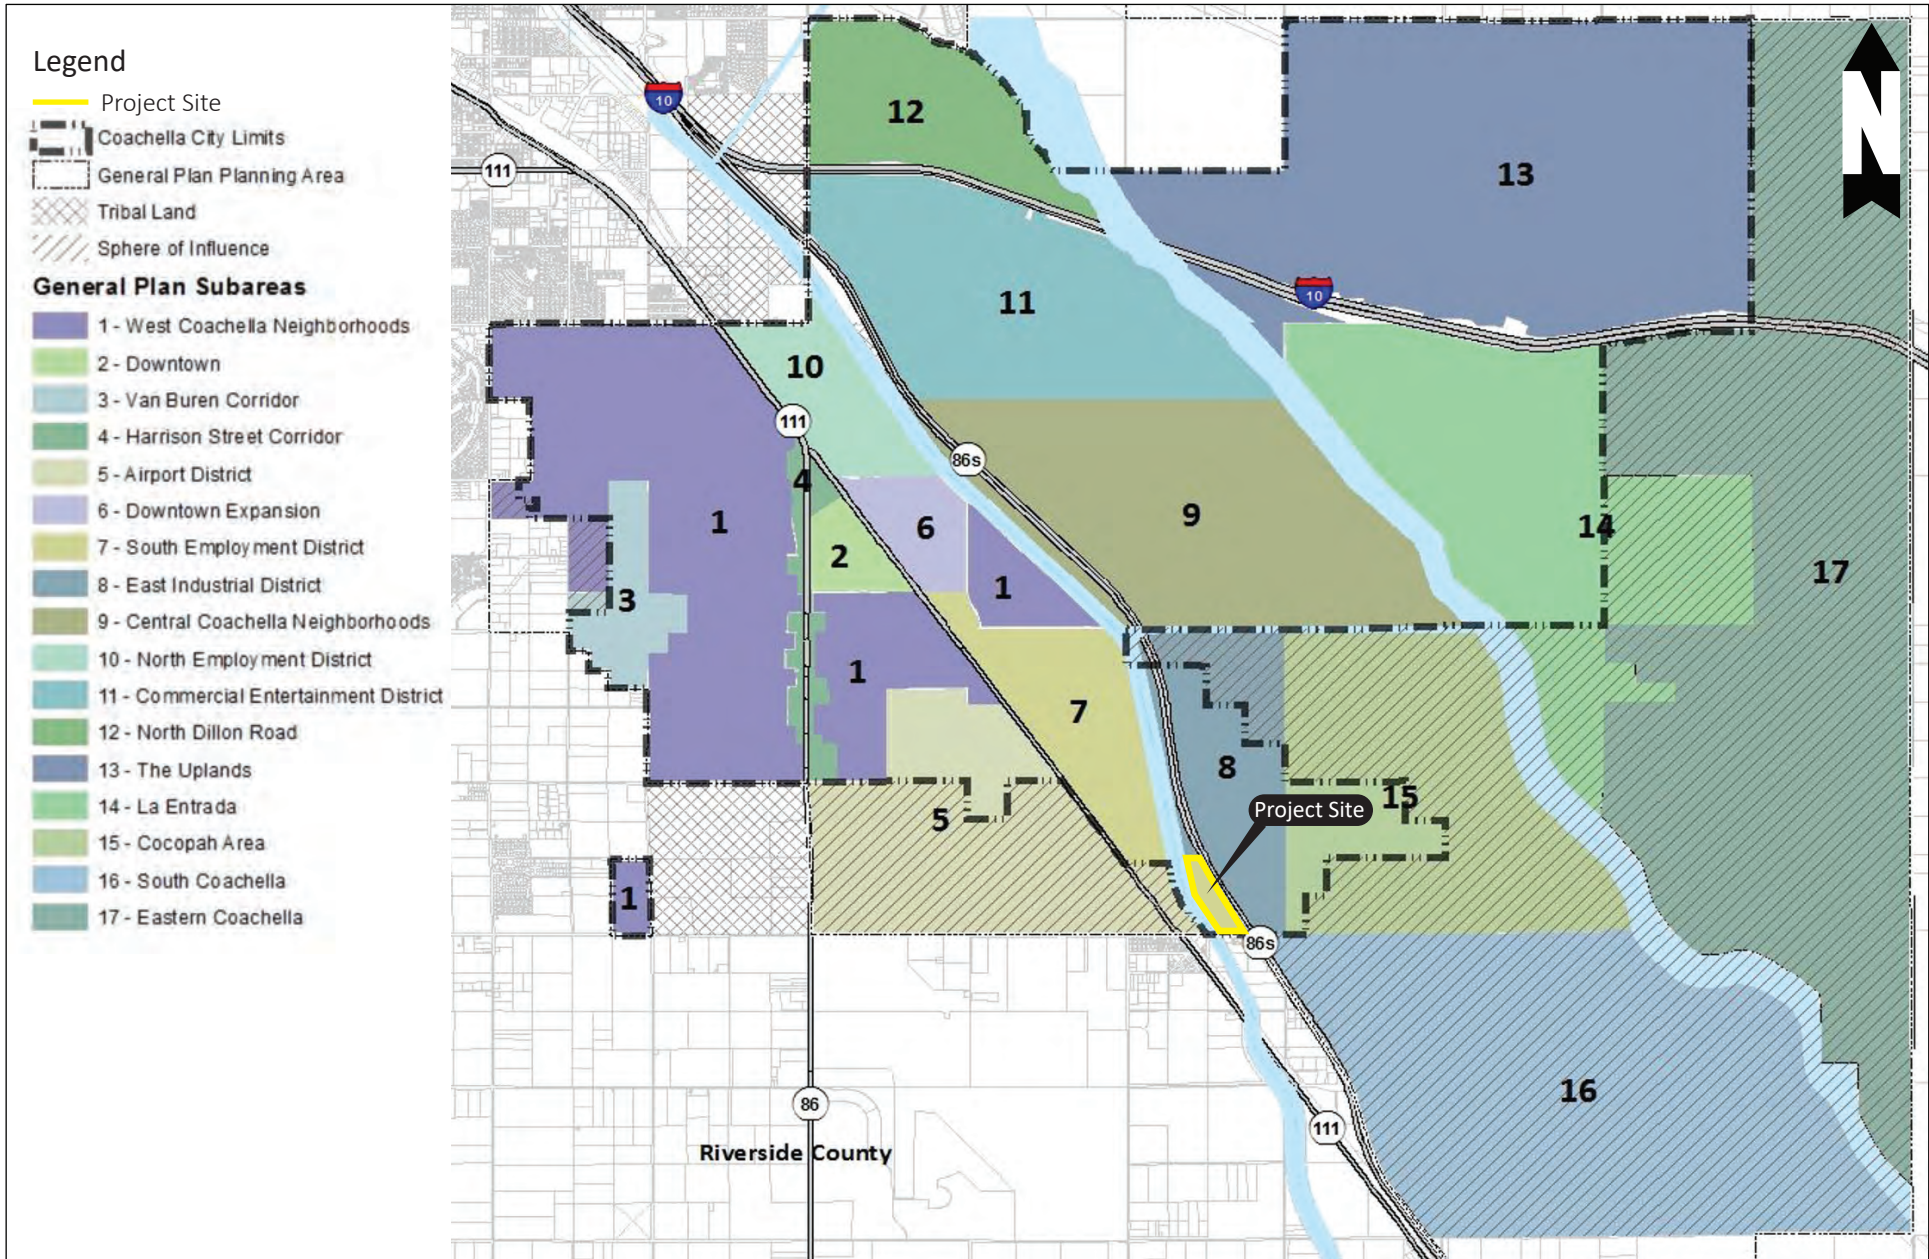 Legend
Project Site
Coachella City Limits
General Plan Planning Area
Tribal Land
Sphere of Influence
General Plan Subareas
1 - West Coachella Neighborhoods
2 - Downtown
3 - Van Buren Corridor
4 - Harrison Street Corridor
5 - Airport District
6 - Downtown Expansion
7 - South Employment District
8 - East Industrial District
9 - Central Coachella Neighborhoods
10 - North Employment District
11 - Commercial Entertainment District
12 - North Dillon Road
13 - The Uplands
14 - La Entrada
15 - Cocopah Area
16 - South Coachella
17 - Eastern Coachella
N
10
12
111
13
10
11
10
111
86s
4
1
6
9
14
2
17
1
3
1
7
8
15
5
Project Site
1
86s
16
86
111
Riverside County